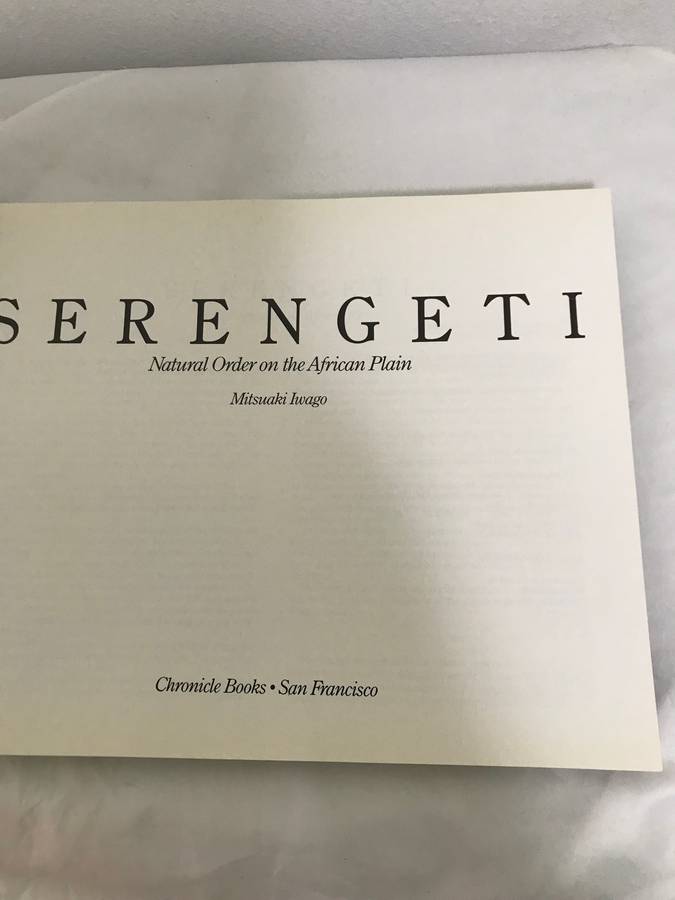 SERENGETI
Natural Order on the African Plain
Mitsuaki Iwago
Chronicle Books • San Francisco